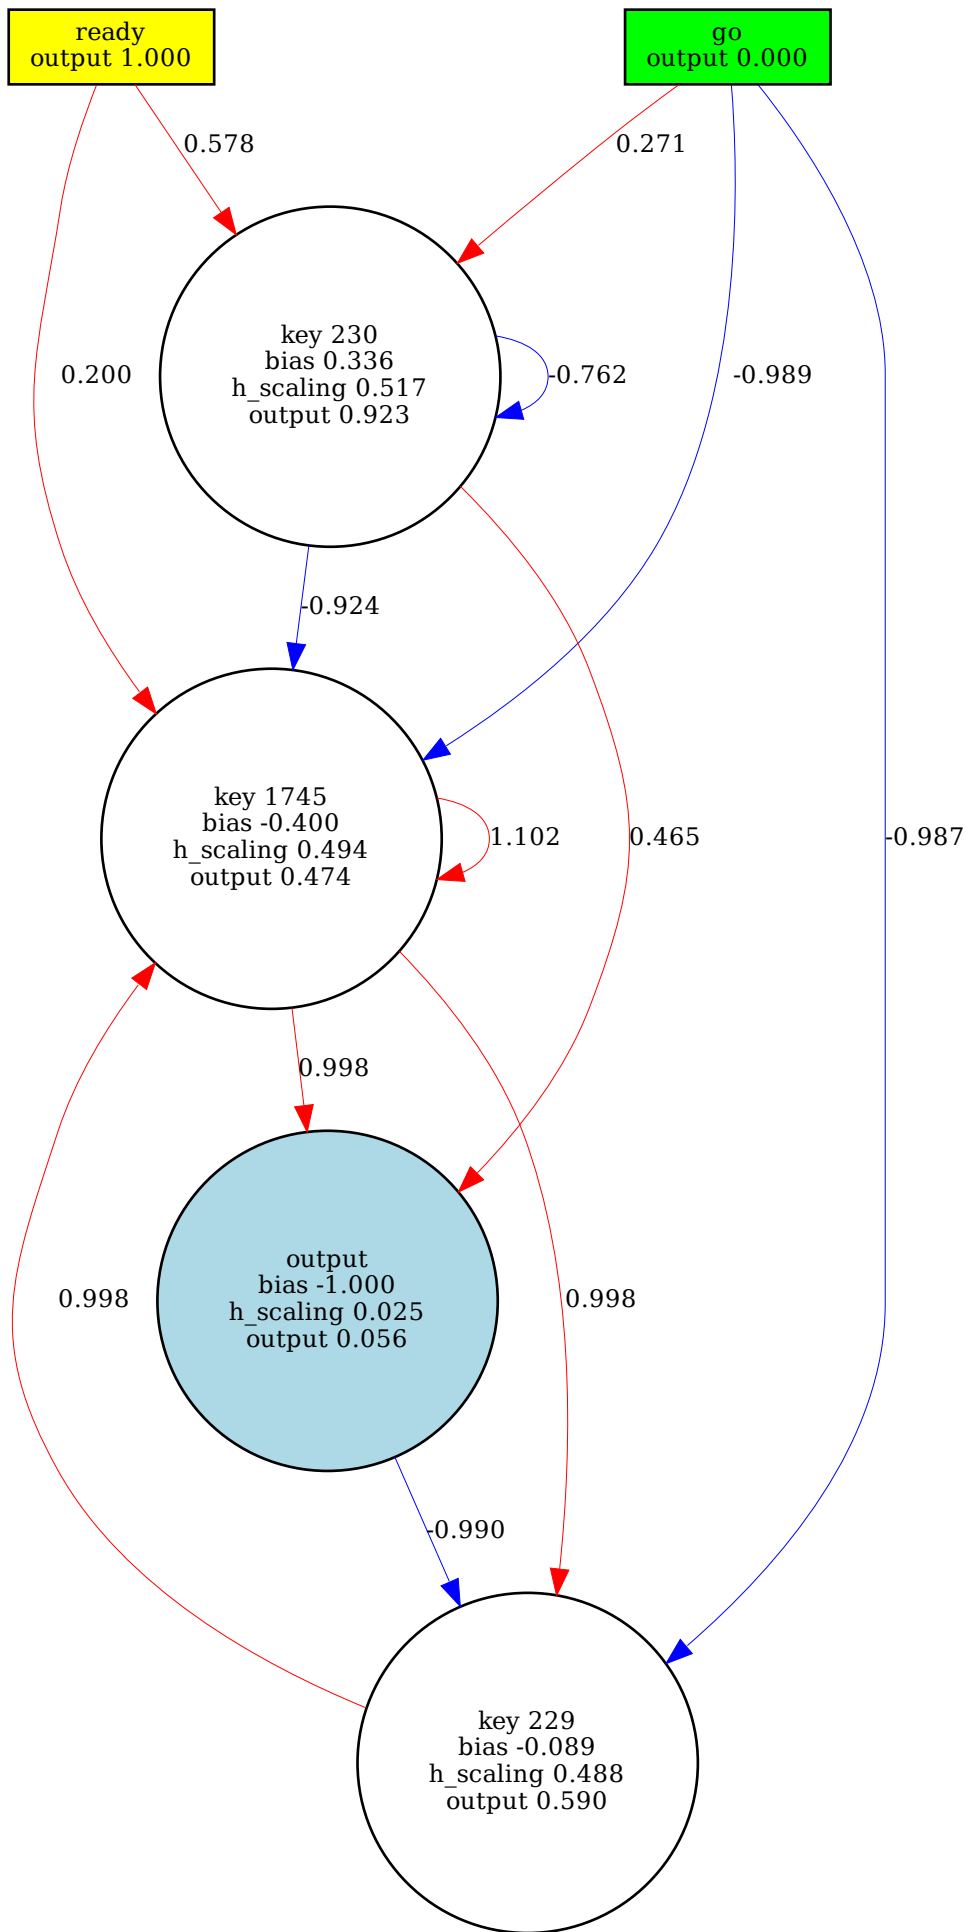 ready
output 1.000
go
output 0.000
0.578
0.271
key 230
bias 0.336
h_scaling 0.517
output 0.923
0.200
-0.762
-0.989
-0.924
key 1745
bias -0.400
h_scaling 0.494
output 0.474
1.102
0.465
-0.987
0.998
output
bias -1.000
h_scaling 0.025
output 0.056
0.998
0.998
-0.990
key 229
bias -0.089
h_scaling 0.488
output 0.590